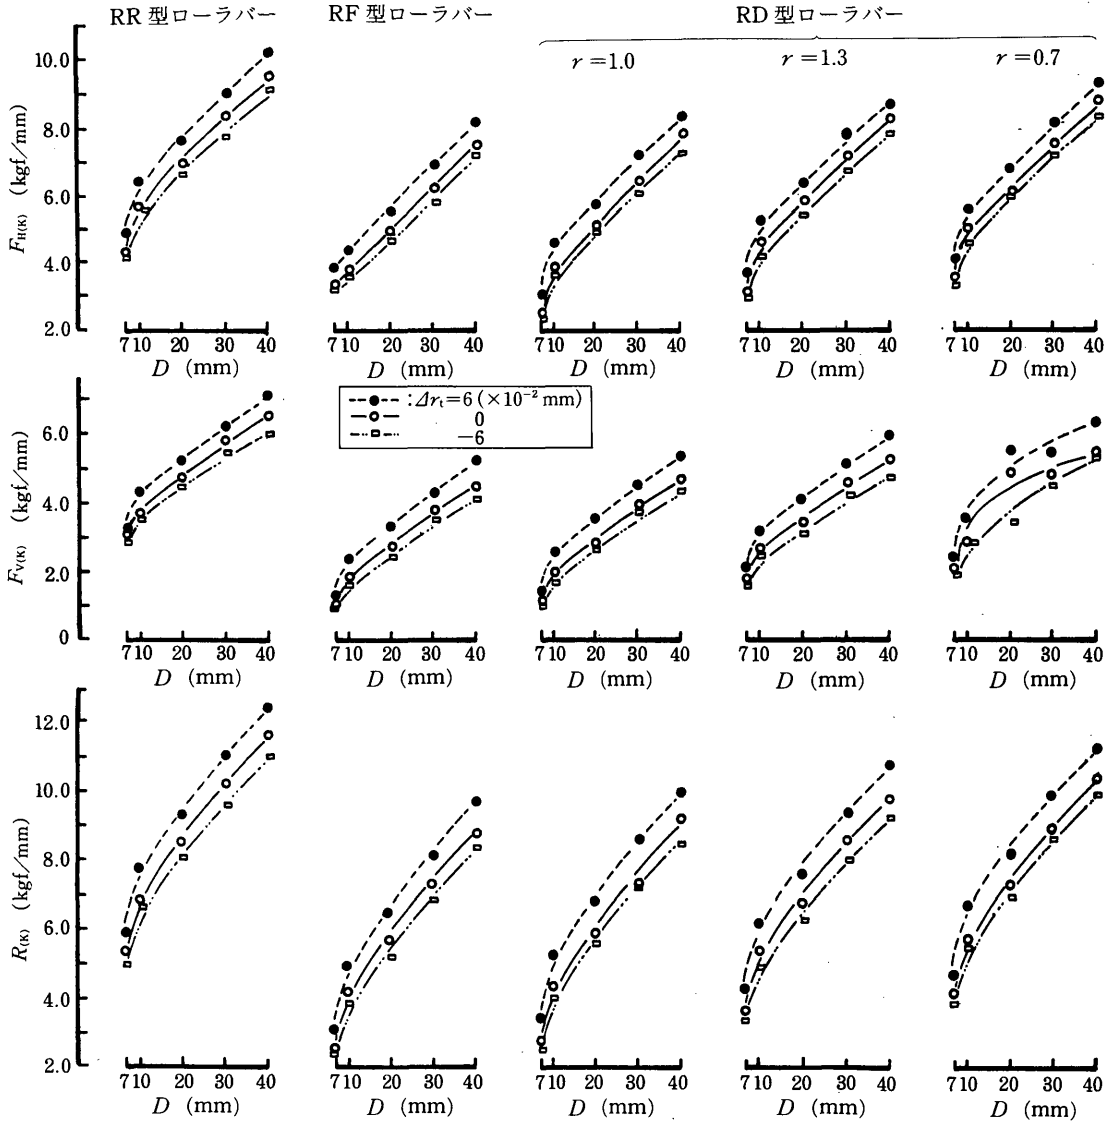 RR 型ローラバー RF 型ローラバー RD 型ローラバー
r=1.0 r=1.3 r=0.7
F_H(K) (kgf/mm)
10.0
8.0
6.0
4.0
2.0
7 10 20 30 40 7 10 20 30 40 7 10 20 30 40 7 10 20 30 40 7 10 20 30 40
D (mm) D (mm) D (mm) D (mm) D (mm)
:Δr_t=6 (×10⁻² mm)
0
−6
F_V(K) (kgf/mm)
6.0
4.0
2.0
0
7 10 20 30 40 7 10 20 30 40 7 10 20 30 40 7 10 20 30 40 7 10 20 30 40
D (mm) D (mm) D (mm) D (mm) D (mm)
R_(K) (kgf/mm)
12.0
10.0
8.0
6.0
4.0
2.0
7 10 20 30 40 7 10 20 30 40 7 10 20 30 40 7 10 20 30 40 7 10 20 30 40
D (mm) D (mm) D (mm) D (mm) D (mm)